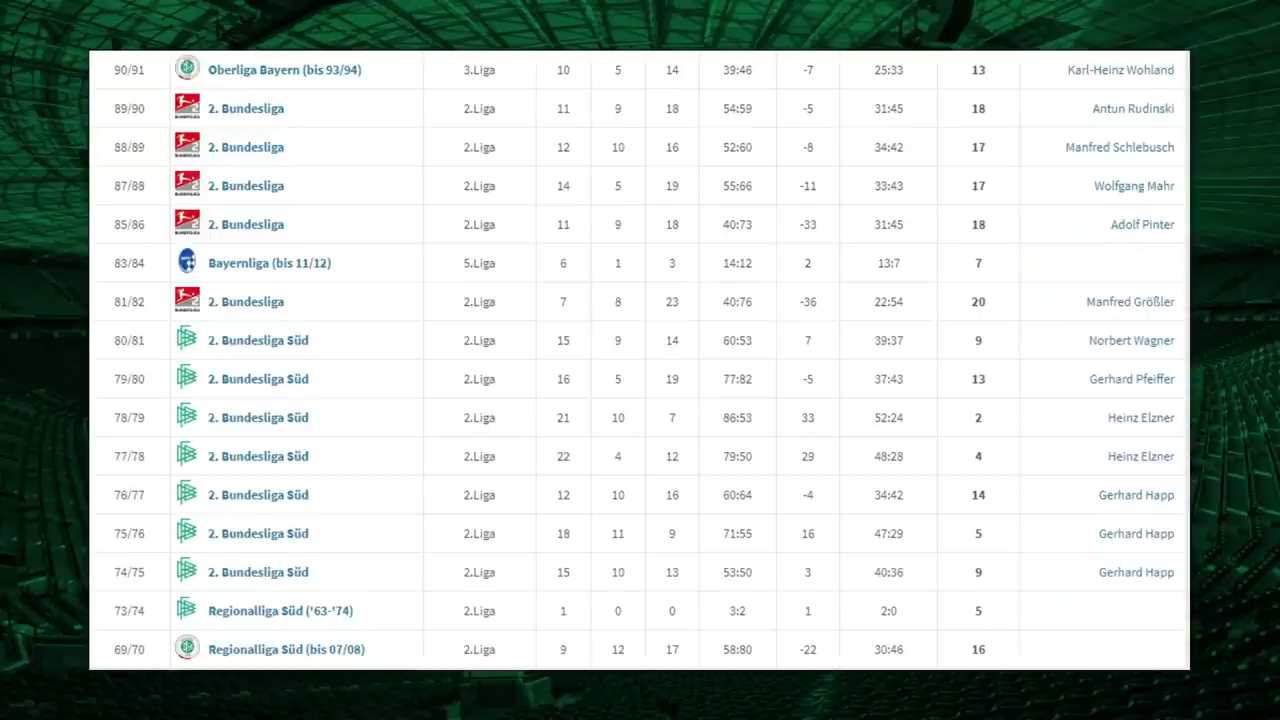 90/91 Oberliga Bayern (bis 93/94) 3.Liga 10 5 14 39:46 -7 25:33 13 Karl-Heinz Wohland
89/90 2. Bundesliga 2.Liga 11 9 18 54:59 -5 31:45 18 Antun Rudinski
88/89 2. Bundesliga 2.Liga 12 10 16 52:60 -8 34:42 17 Manfred Schlebusch
87/88 2. Bundesliga 2.Liga 14 5 19 55:66 -11 33:43 17 Wolfgang Mahr
85/86 2. Bundesliga 2.Liga 11 9 18 40:73 -33 31:45 18 Adolf Pinter
83/84 Bayernliga (bis 11/12) 5.Liga 6 1 3 14:12 2 13:7 7
81/82 2. Bundesliga 2.Liga 7 8 23 40:76 -36 22:54 20 Manfred Größler
80/81 2. Bundesliga Süd 2.Liga 15 9 14 60:53 7 39:37 9 Norbert Wagner
79/80 2. Bundesliga Süd 2.Liga 16 5 19 77:82 -5 37:43 13 Gerhard Pfeiffer
78/79 2. Bundesliga Süd 2.Liga 21 10 7 86:53 33 52:24 2 Heinz Elzner
77/78 2. Bundesliga Süd 2.Liga 22 4 12 79:50 29 48:28 4 Heinz Elzner
76/77 2. Bundesliga Süd 2.Liga 12 10 16 60:64 -4 34:42 14 Gerhard Happ
75/76 2. Bundesliga Süd 2.Liga 18 11 9 71:55 16 47:29 5 Gerhard Happ
74/75 2. Bundesliga Süd 2.Liga 15 10 13 53:50 3 40:36 9 Gerhard Happ
73/74 Regionalliga Süd ('63-'74) 2.Liga 1 0 0 3:2 1 2:0 5
69/70 Regionalliga Süd (bis 07/08) 2.Liga 9 12 17 58:80 -22 30:46 16